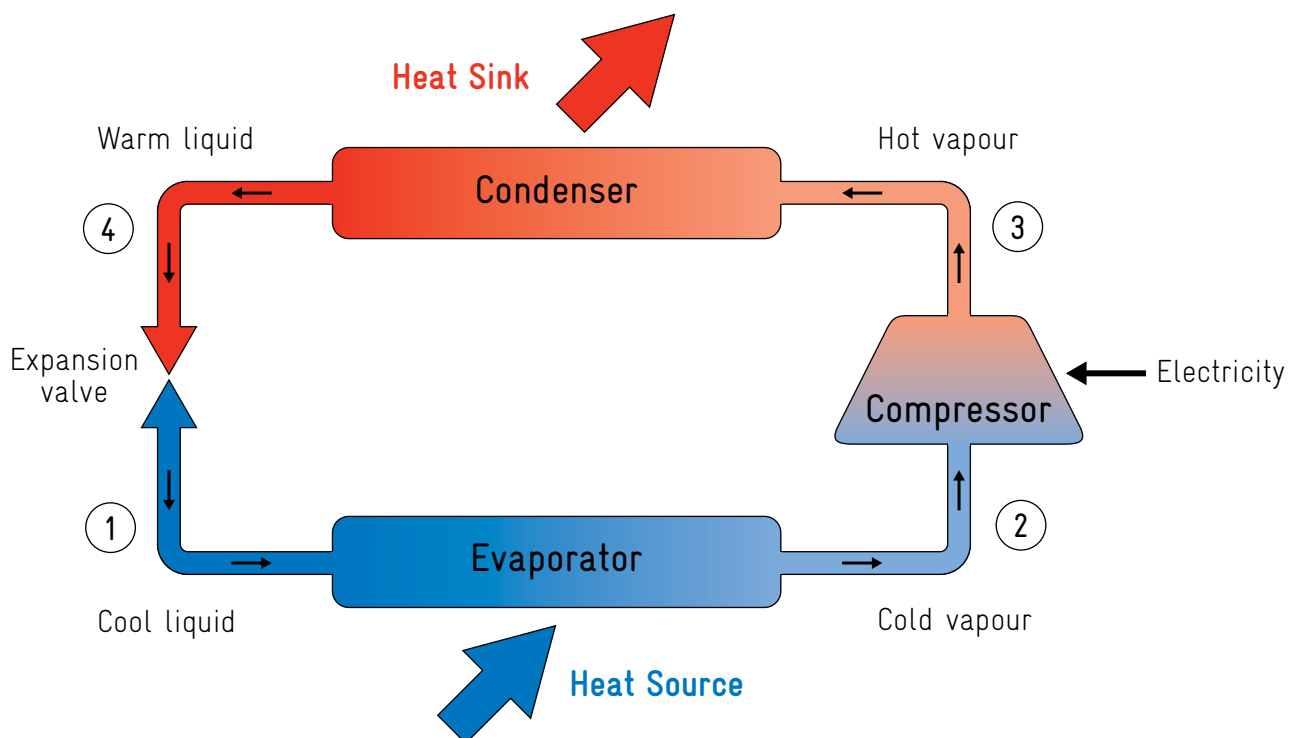 Heat Sink
Warm liquid
Hot vapour
Condenser
4
3
Expansion
valve
Electricity
Compressor
1
2
Evaporator
Cool liquid
Cold vapour
Heat Source